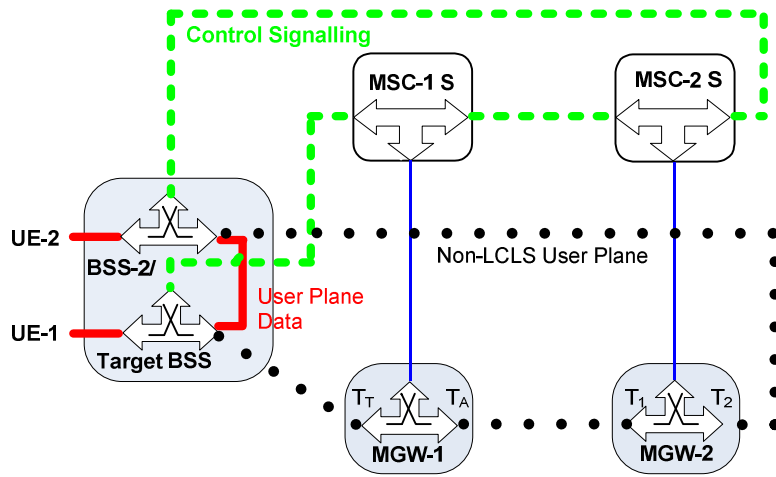 Control Signalling
MSC-1 S
MSC-2 S
UE-2
BSS-2/
Non-LCLS User Plane
User Plane
Data
UE-1
Target BSS
TT
TA
T1
T2
MGW-1
MGW-2